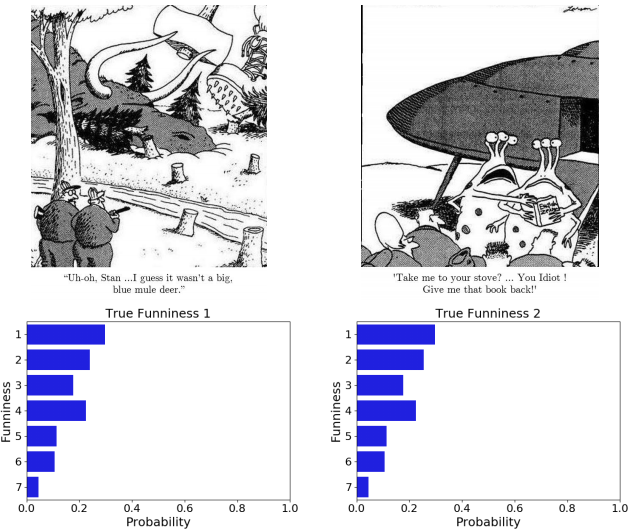 Larson
"Uh-oh, Stan ...I guess it wasn't a big,
blue mule deer."
'Take me to your stove? ... You Idiot !
Give me that book back!'
True Funniness 1
Funniness
1
2
3
4
5
6
7
0.0 0.2 0.4 0.6 0.8 1.0
Probability
True Funniness 2
Funniness
1
2
3
4
5
6
7
0.0 0.2 0.4 0.6 0.8 1.0
Probability